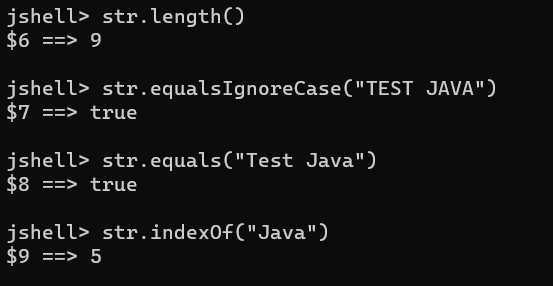 jshell> str.length()
$6 ==> 9
jshell> str.equalsIgnoreCase("TEST JAVA")
$7 ==> true
jshell> str.equals("Test Java")
$8 ==> true
jshell> str.indexOf("Java")
$9 ==> 5